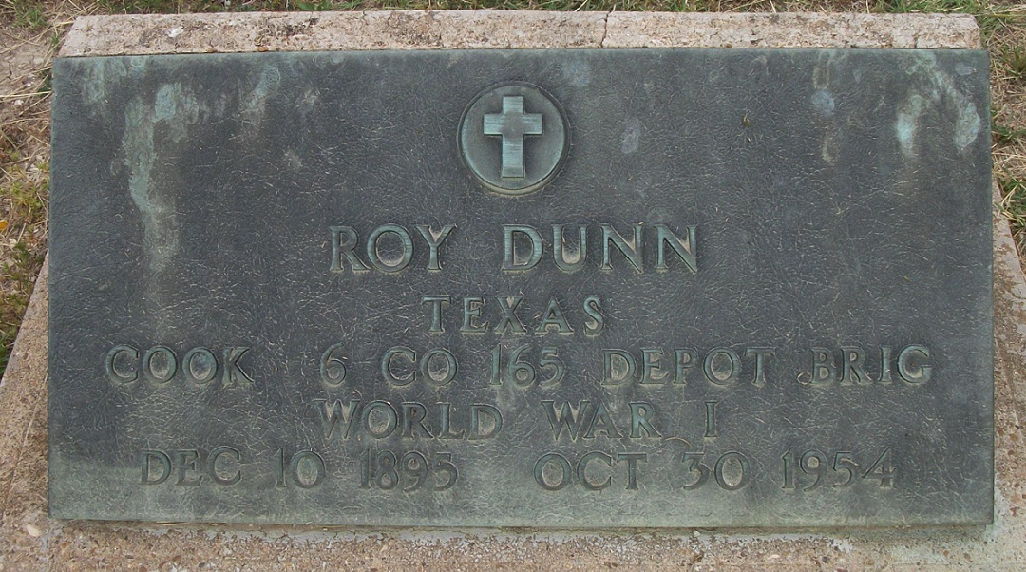 ROY DUNN
TEXAS
COOK 6 CO 165 DEPOT BRIG
WORLD WAR I
DEC 10 1895 OCT 30 1954